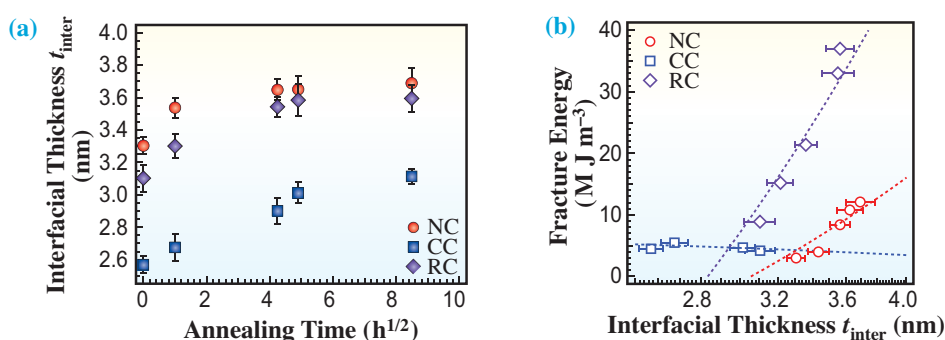 (a)
Interfacial Thickness t_inter
(nm)
4.0
3.8
3.6
3.4
3.2
3.0
2.8
2.6
NC
CC
RC
0
2
4
6
8
10
Annealing Time (h^1/2)
(b)
Fracture Energy
(M J m^–3)
40
30
20
10
0
NC
CC
RC
2.8
3.2
3.6
4.0
Interfacial Thickness t_inter (nm)